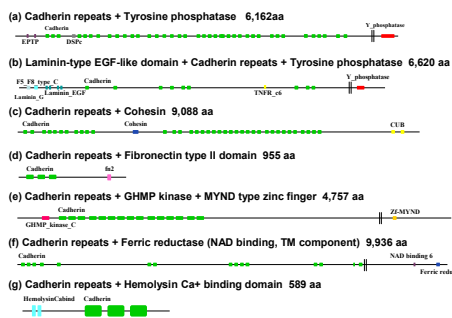 (a) Cadherin repeats + Tyrosine phosphatase 6,162aa
Cadherin
Y_phosphatase
EPTP
DSPc
(b) Laminin-type EGF-like domain + Cadherin repeats + Tyrosine phosphatase 6,620 aa
F5_F8_type_C
Cadherin
Y_phosphatase
Laminin_G
Laminin_EGF
TNFR_c6
(c) Cadherin repeats + Cohesin 9,088 aa
Cadherin
Cohesin
CUB
(d) Cadherin repeats + Fibronectin type II domain 955 aa
Cadherin
fn2
(e) Cadherin repeats + GHMP kinase + MYND type zinc finger 4,757 aa
Cadherin
Zf-MYND
GHMP_kinase_C
(f) Cadherin repeats + Ferric reductase (NAD binding, TM component) 9,936 aa
Cadherin
NAD binding 6
Ferric redu
(g) Cadherin repeats + Hemolysin Ca+ binding domain 589 aa
HemolysinCabind
Cadherin